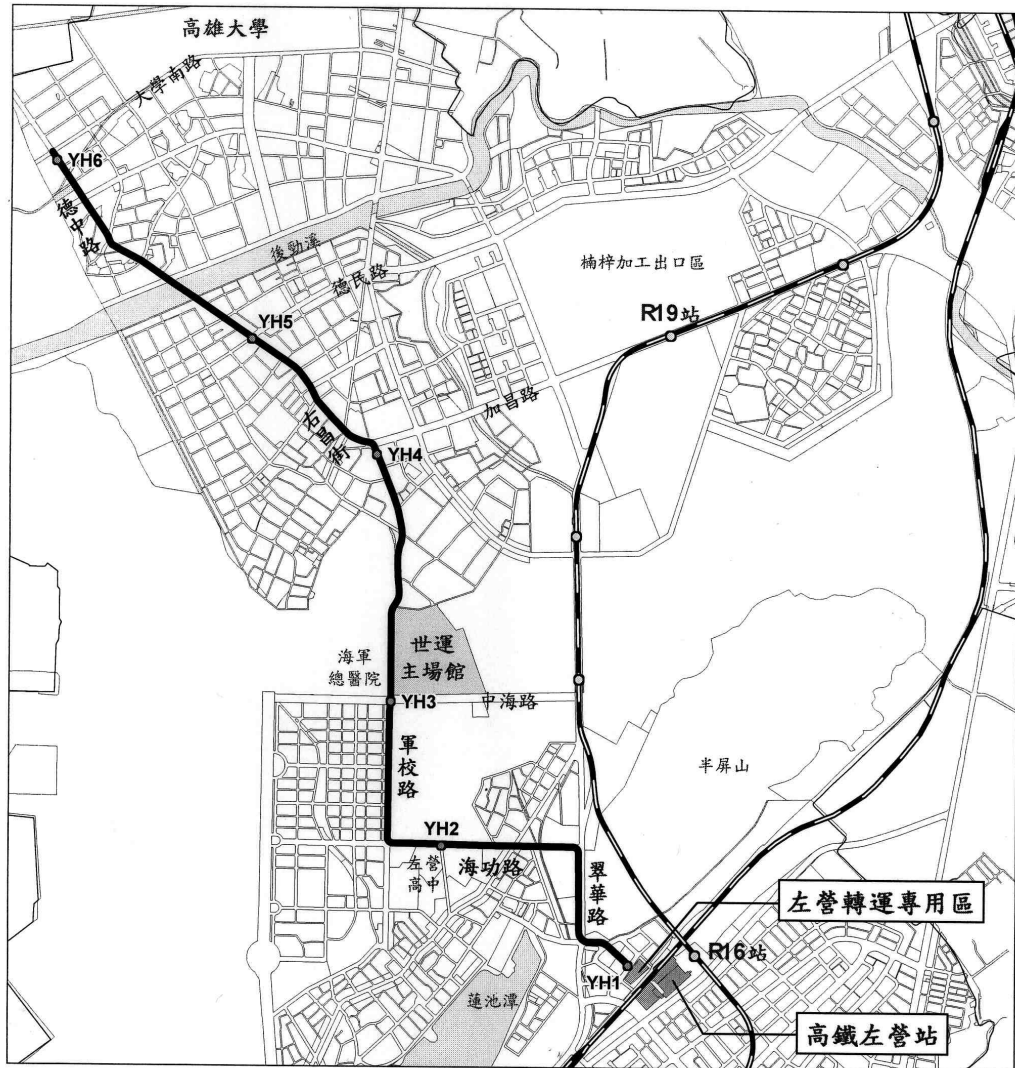 高雄大學
大學南路
YH6
德中路
後勁溪
德民路
楠梓加工出口區
YH5
R19站
加昌路
右昌街
YH4
世運
主場館
海軍
總醫院
YH3
中海路
軍校路
半屏山
YH2
左營
高中
海功路
翠華路
左營轉運專用區
R16站
YH1
蓮池潭
高鐵左營站